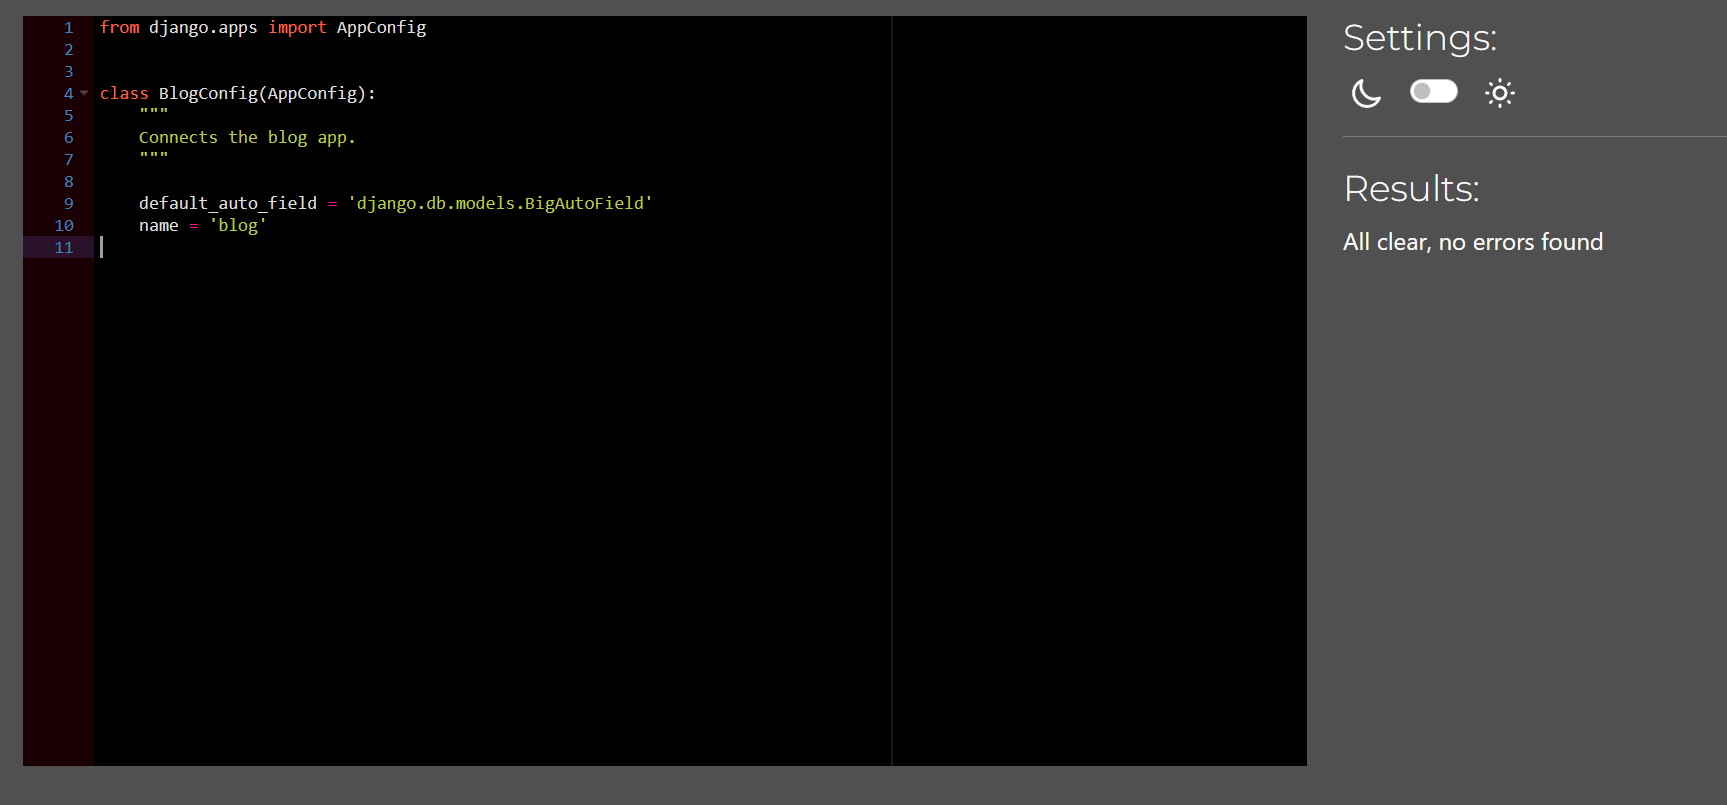 1 from django.apps import AppConfig
2
3
4 class BlogConfig(AppConfig):
5     """
6     Connects the blog app.
7     """
8
9     default_auto_field = 'django.db.models.BigAutoField'
10     name = 'blog'
11
Settings:
Results:
All clear, no errors found